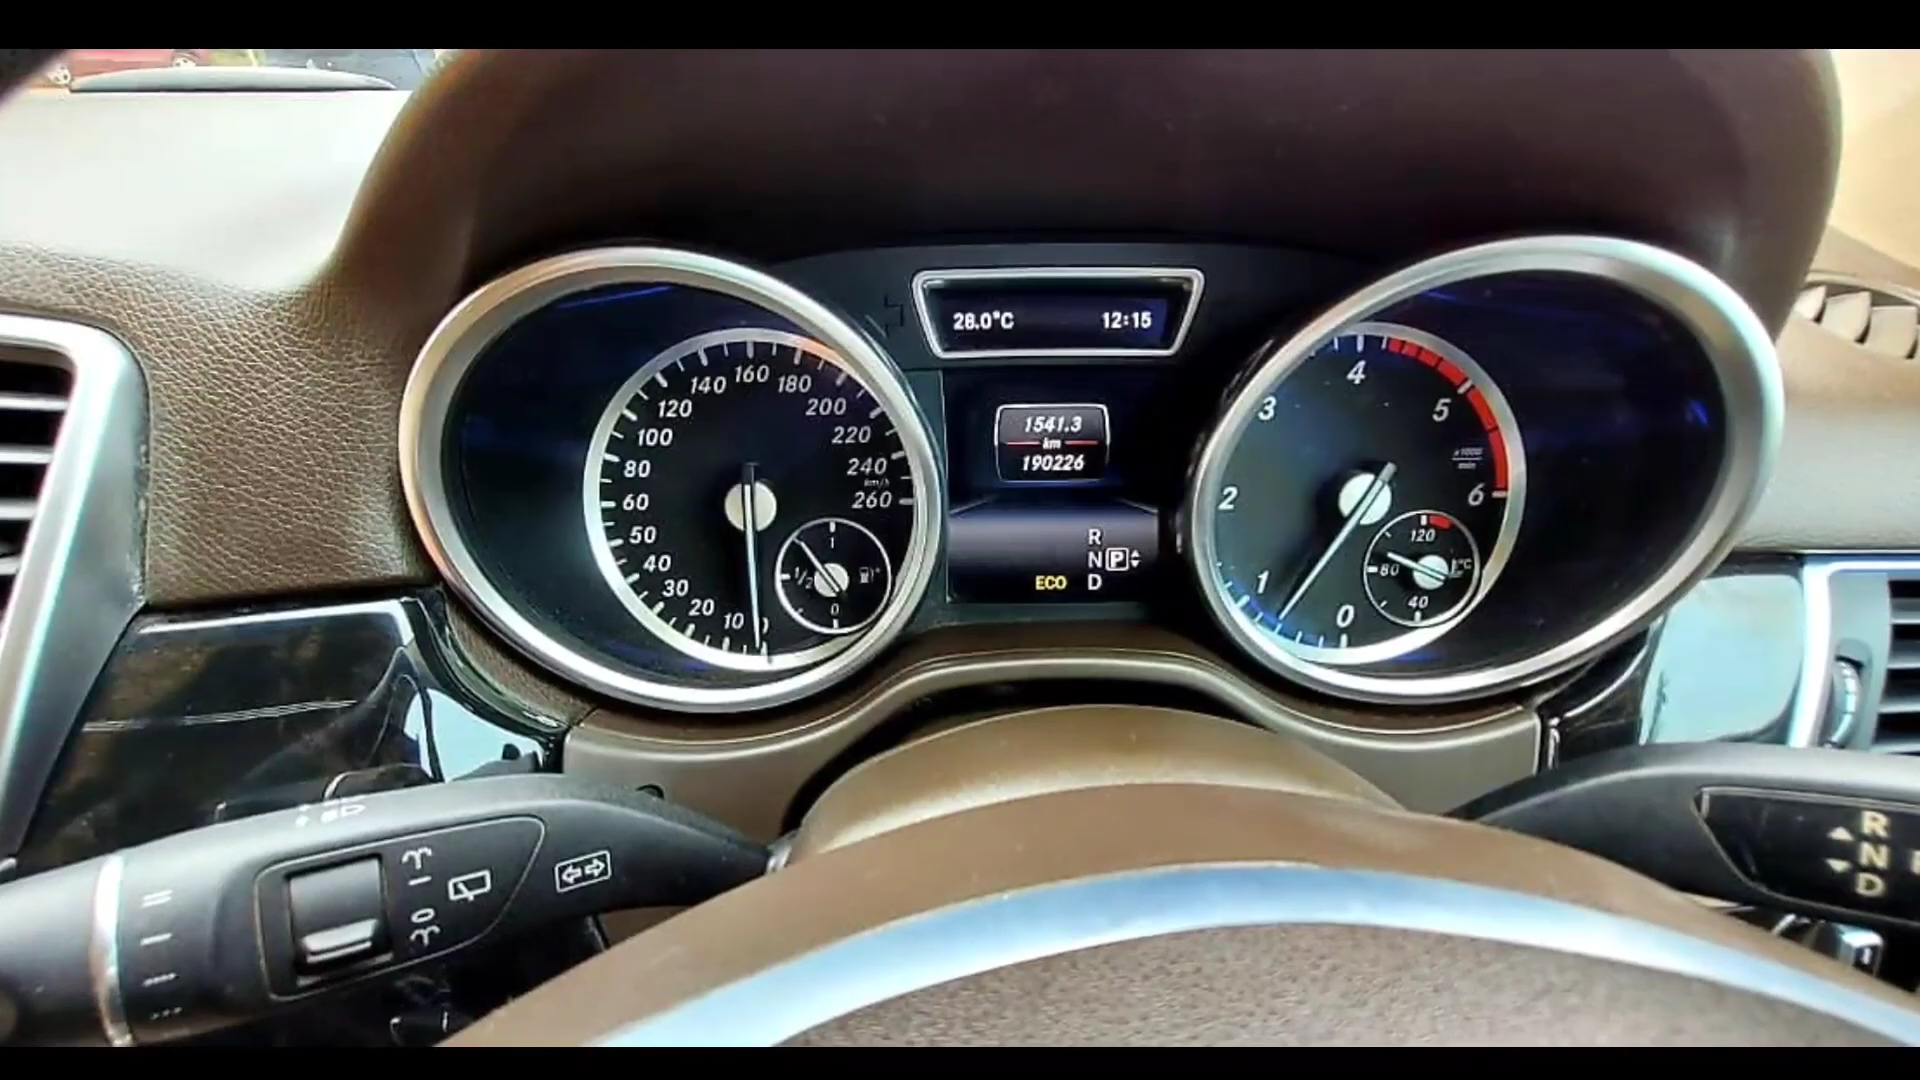 28.0°C 12:15
1541.3
km
190226
R
N P
D
ECO
0
10
20
30
40
50
60
80
100
120
140
160
180
200
220
240
km/h
260
1
1/2
0
0
1
2
3
4
5
6
x1000
min
120
80
°C
40
R
N
D